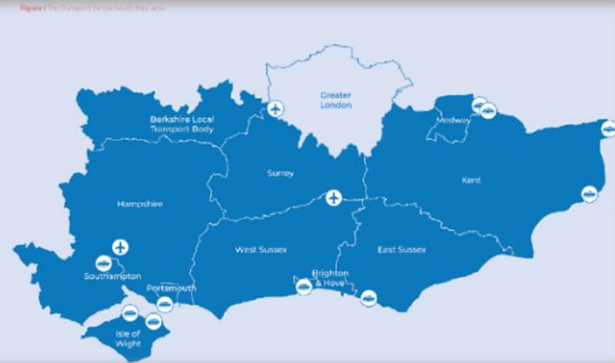 Figure 1 The Transport for the South East area
Greater
London
Berkshire Local
Transport Body
Medway
Surrey
Kent
Hampshire
West Sussex
East Sussex
Southampton
Portsmouth
Brighton
& Hove
Isle of
Wight